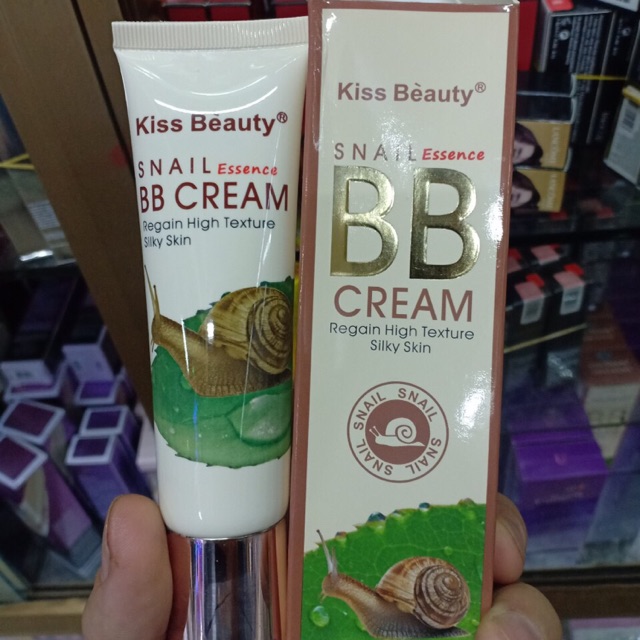 Kiss Bèauty®
SNAIL Essence
BB CREAM
Regain High Texture
Silky Skin
Kiss Bèauty®
SNAIL Essence
BB
CREAM
Regain High Texture
Silky Skin
SNAIL SNAIL SNAIL SNAIL